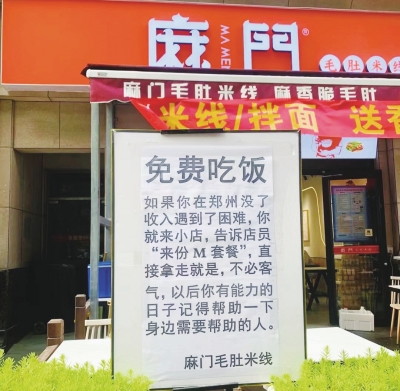 麻門®
MAMEN
毛肚米线
麻门毛肚米线 麻香脆毛肚
米线/拌面 送香
免费吃饭
如果你在郑州没了
收入遇到了困难，你
就来小店，告诉店员
“来份 M 套餐”，直
接拿走就是，不必客
气，以后你有能力的
日子记得帮助一下
身边需要帮助的人。
麻门毛肚米线